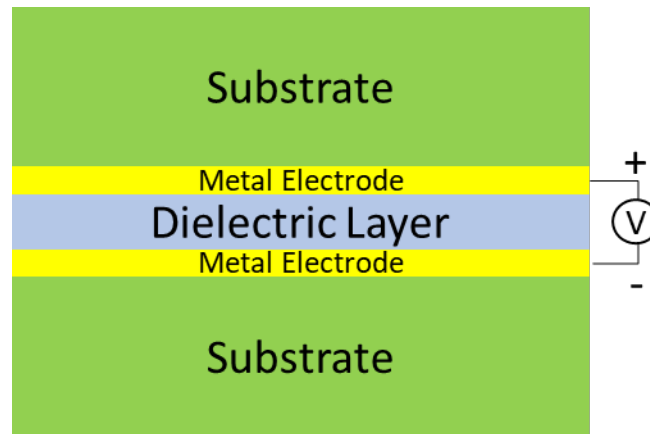 Substrate
+
Metal Electrode
Dielectric Layer
V
Metal Electrode
-
Substrate